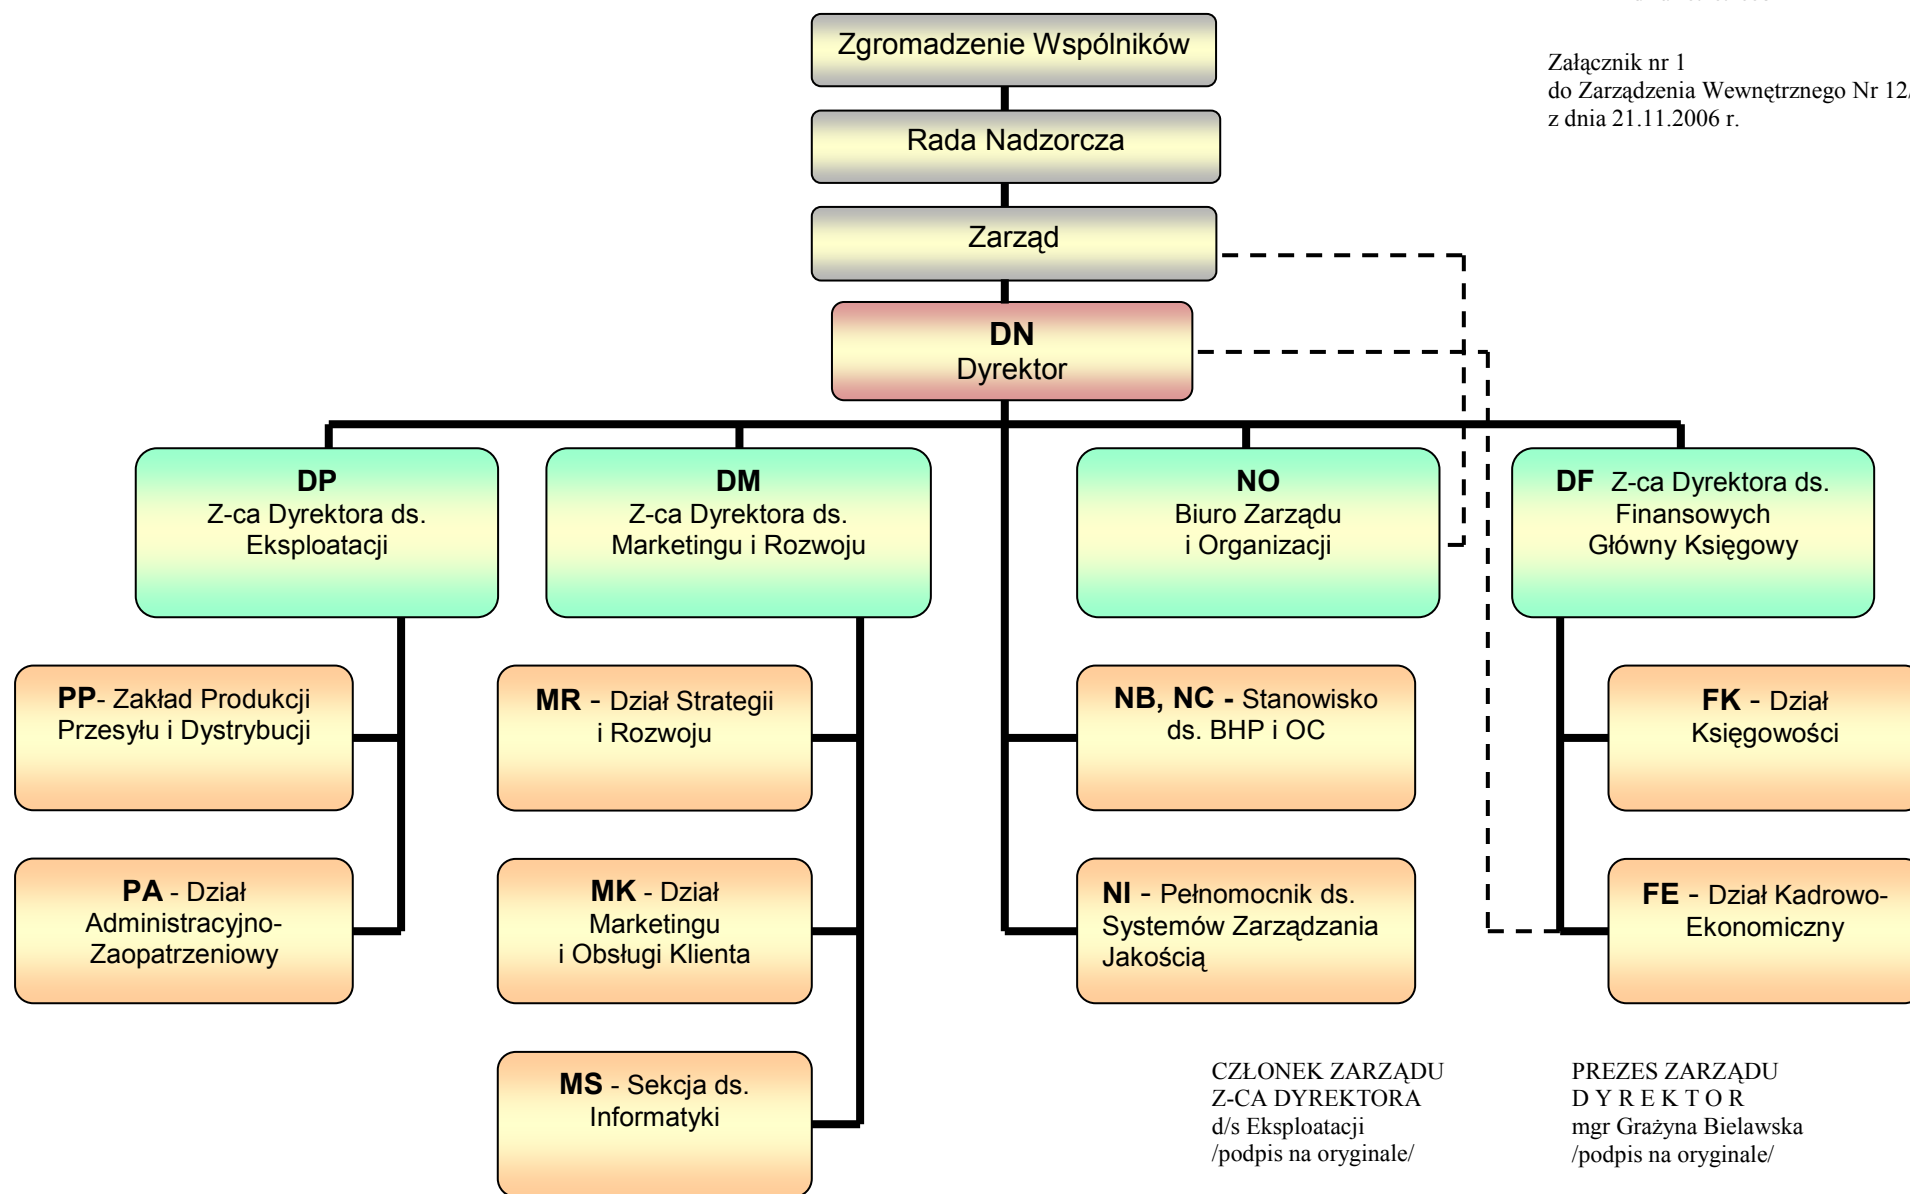 Zgromadzenie Wspólników
Załącznik nr 1
do Zarządzenia Wewnętrznego Nr 12/
z dnia 21.11.2006 r.
Rada Nadzorcza
Zarząd
DN
Dyrektor
DP
Z-ca Dyrektora ds.
Eksploatacji
DM
Z-ca Dyrektora ds.
Marketingu i Rozwoju
NO
Biuro Zarządu
i Organizacji
DF Z-ca Dyrektora ds.
Finansowych
Główny Księgowy
PP- Zakład Produkcji
Przesyłu i Dystrybucji
MR - Dział Strategii
i Rozwoju
NB, NC - Stanowisko
ds. BHP i OC
FK - Dział
Księgowości
PA - Dział
Administracyjno-
Zaopatrzeniowy
MK - Dział
Marketingu
i Obsługi Klienta
NI - Pełnomocnik ds.
Systemów Zarządzania
Jakością
FE - Dział Kadrowo-
Ekonomiczny
MS - Sekcja ds.
Informatyki
CZŁONEK ZARZĄDU
Z-CA DYREKTORA
d/s Eksploatacji
/podpis na oryginale/
PREZES ZARZĄDU
D Y R E K T O R
mgr Grażyna Bielawska
/podpis na oryginale/